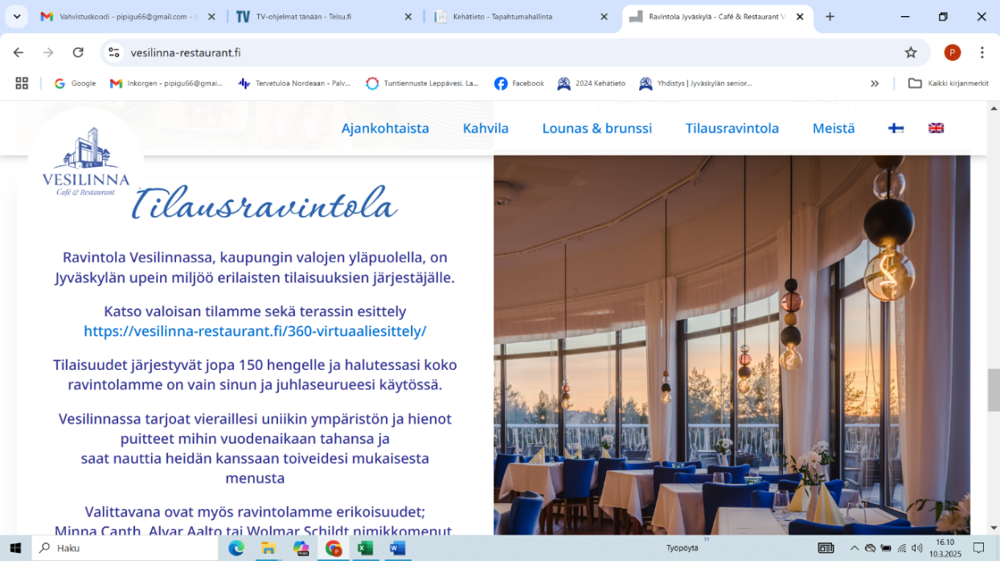 Vahvistuskoodi - pipigu66@gmail.com -
TV-ohjelmat tänään - Telsu.fi
Kehätieto - Tapahtumahallinta
Ravintola Jyväskylä - Café & Restaurant
vesilinna-restaurant.fi
P
Google
Inkorgen - pipigu66@gmai...
Tervetuloa Nordeaan - Palv...
Tuntiennuste Leppävesi, La...
Facebook
2024 Kehätieto
Yhdistys | Jyväskylän senior...
Kaikki kirjanmerkit
VESILINNA
Café & Restaurant
Ajankohtaista
Kahvila
Lounas & brunssi
Tilausravintola
Meistä
Tilausravintola
Ravintola Vesilinnassa, kaupungin valojen yläpuolella, on
Jyväskylän upein miljöö erilaisten tilaisuuksien järjestäjälle.
Katso valoisan tilamme sekä terassin esittely
https://vesilinna-restaurant.fi/360-virtuaaliesittely/
Tilaisuudet järjestyvät jopa 150 hengelle ja halutessasi koko
ravintolamme on vain sinun ja juhlaseurueesi käytössä.
Vesilinnassa tarjoat vieraillesi uniikin ympäristön ja hienot
puitteet mihin vuodenaikaan tahansa ja
saat nauttia heidän kanssaan toiveidesi mukaisesta
menusta
Valittavana ovat myös ravintolamme erikoisuudet;
Minna Canth, Alvar Aalto tai Wolmar Schildt nimikkomenut.
Haku
Työpöytä
16.10
10.3.2025